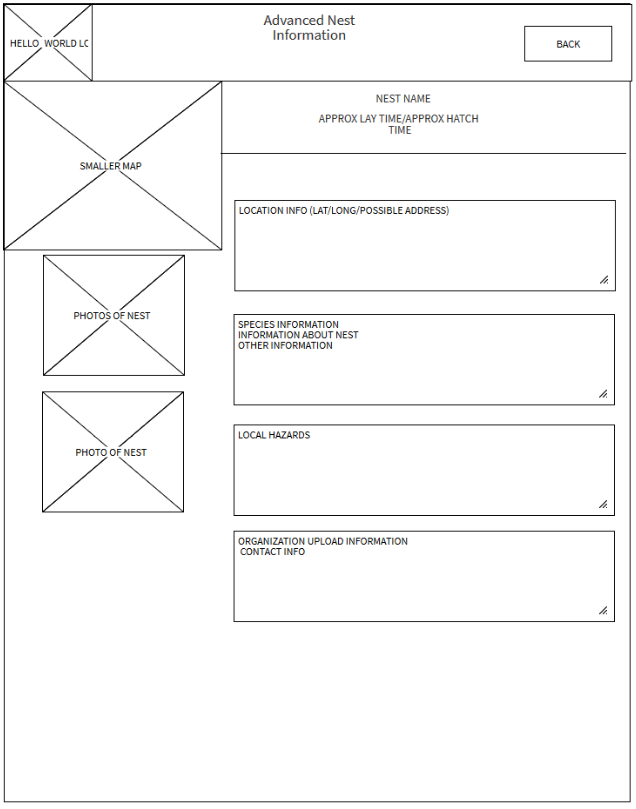 HELLO WORLD LC
Advanced Nest
Information
BACK
SMALLER MAP
NEST NAME
APPROX LAY TIME/APPROX HATCH
TIME
LOCATION INFO (LAT/LONG/POSSIBLE ADDRESS)
PHOTOS OF NEST
SPECIES INFORMATION
INFORMATION ABOUT NEST
OTHER INFORMATION
PHOTO OF NEST
LOCAL HAZARDS
ORGANIZATION UPLOAD INFORMATION
CONTACT INFO